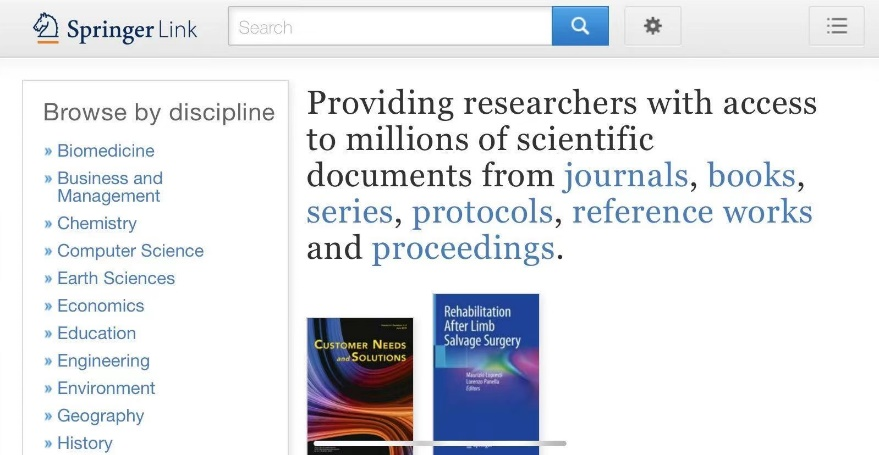 Springer Link
Search
Browse by discipline
» Biomedicine
» Business and
Management
» Chemistry
» Computer Science
» Earth Sciences
» Economics
» Education
» Engineering
» Environment
» Geography
» History
Providing researchers with access
to millions of scientific
documents from journals, books,
series, protocols, reference works
and proceedings.
CUSTOMER NEEDS
and SOLUTIONS
Rehabilitation
After Limb
Salvage Surgery
Lorenzo Panella
Editors